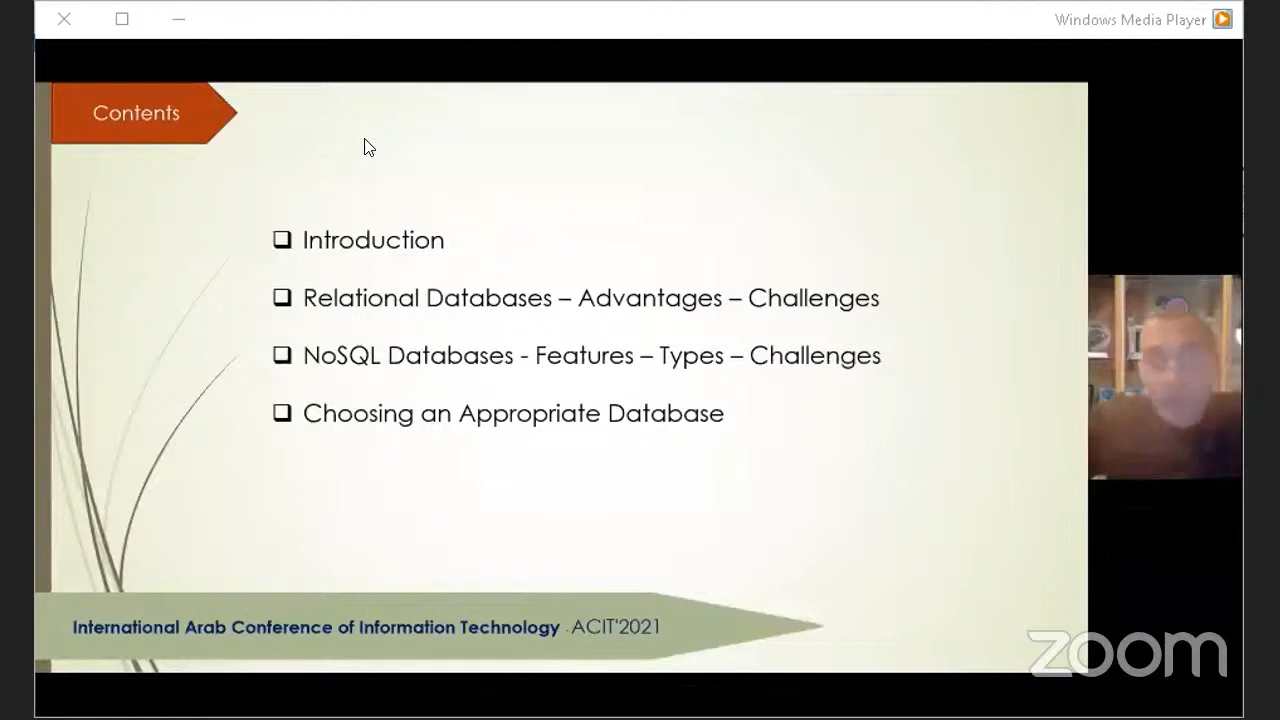 Windows Media Player
Contents
Introduction
Relational Databases – Advantages – Challenges
NoSQL Databases - Features – Types – Challenges
Choosing an Appropriate Database
International Arab Conference of Information Technology - ACIT'2021
zoom